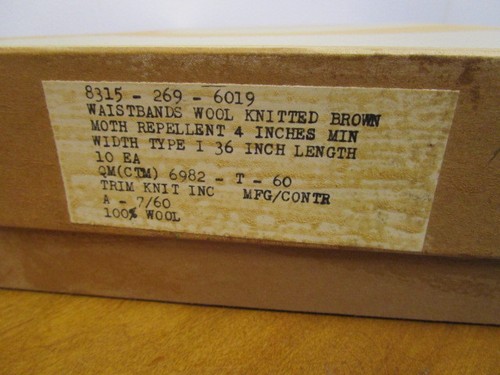 8315 - 269 - 6019
WAISTBANDS WOOL KNITTED BROWN
MOTH REPELLENT 4 INCHES MIN
WIDTH TYPE I 36 INCH LENGTH
10 EA
QM(CTM) 6982 - T - 60
TRIM KNIT INC MFG/CONTR
A - 7/60
100% WOOL